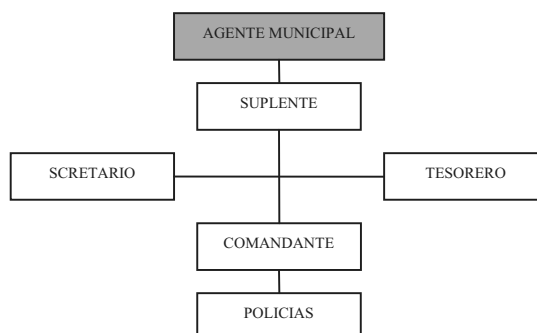 AGENTE MUNICIPAL
SUPLENTE
SCRETARIO
TESORERO
COMANDANTE
POLICIAS